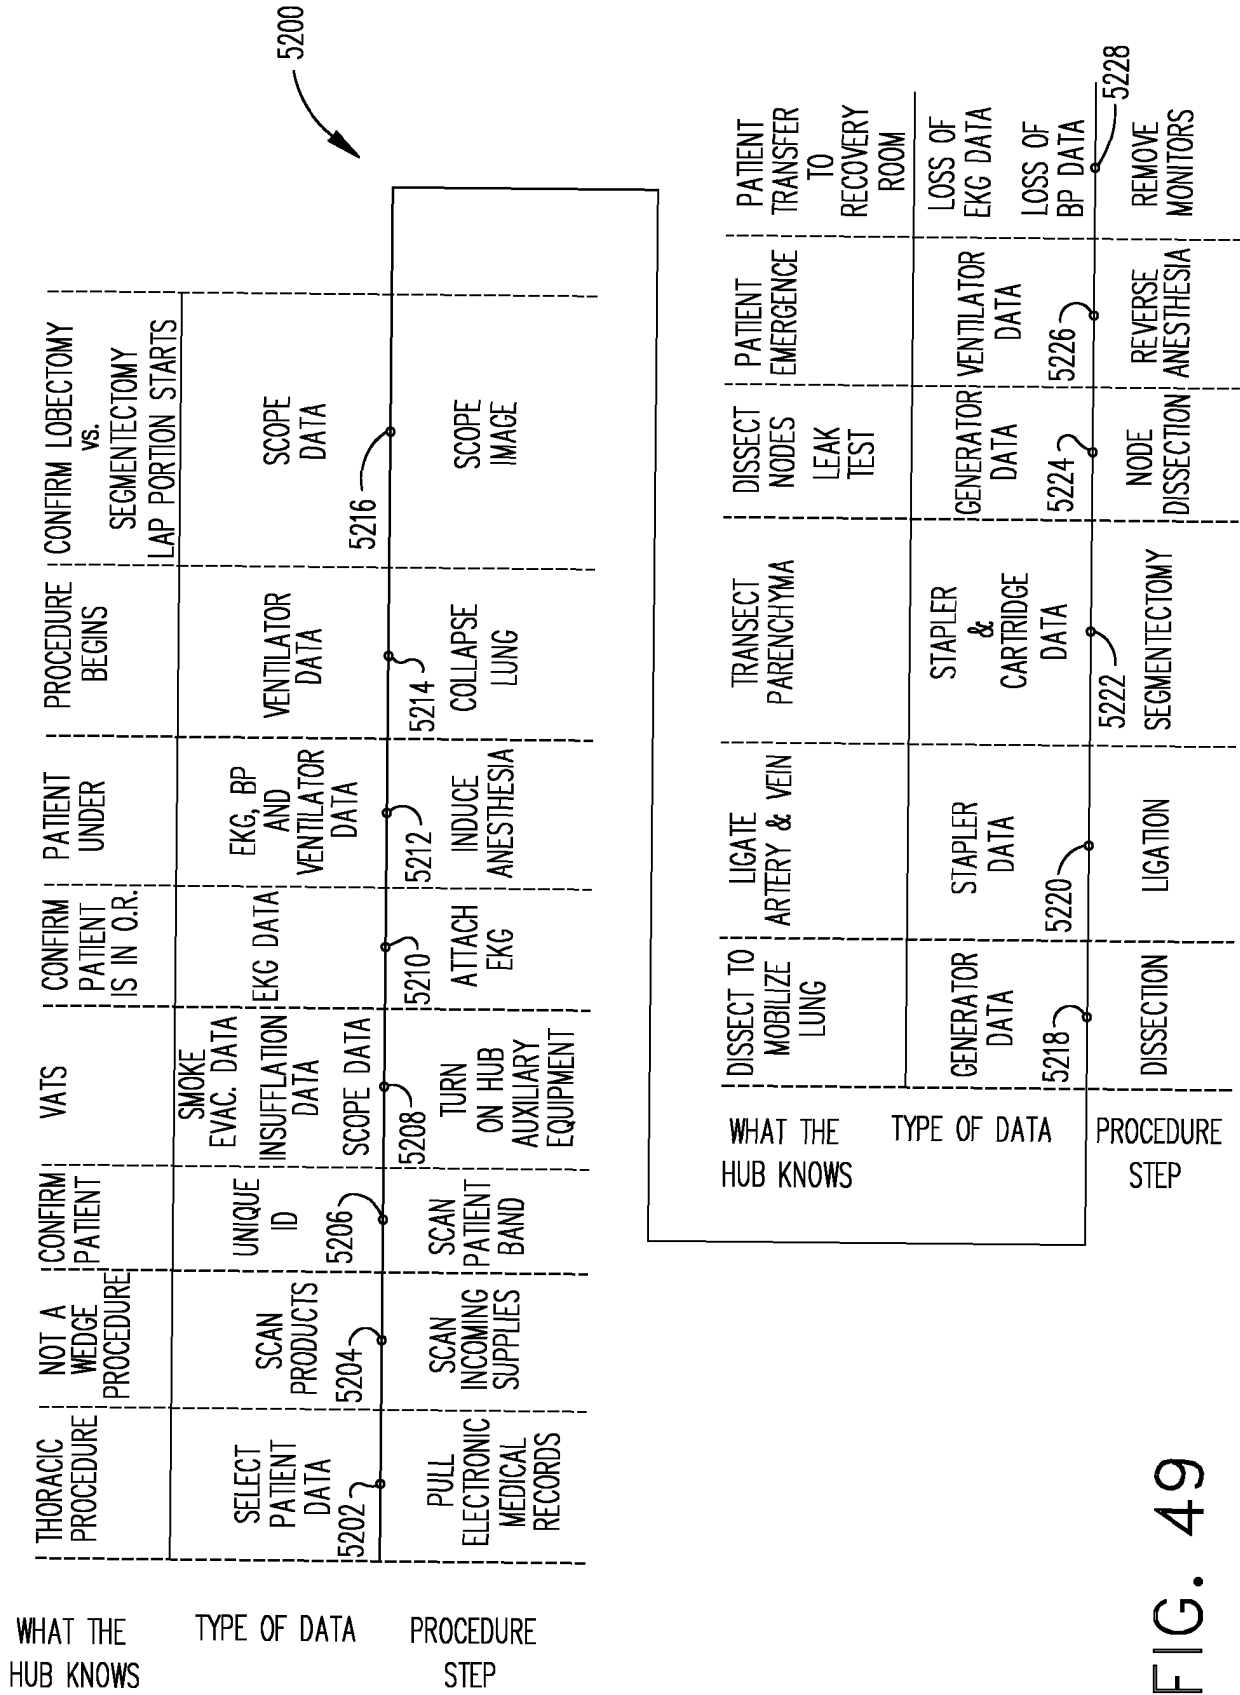 5200
WHAT THE
HUB KNOWS
THORACIC
PROCEDURE
NOT A
WEDGE
PROCEDURE
CONFIRM
PATIENT
VATS
CONFIRM
PATIENT
IS IN O.R.
PATIENT
UNDER
PROCEDURE
BEGINS
CONFIRM LOBECTOMY
vs.
SEGMENTECTOMY
LAP PORTION STARTS
TYPE OF DATA
SELECT
PATIENT
DATA
SCAN
PRODUCTS
UNIQUE
ID
SMOKE
EVAC. DATA
INSUFFLATION
DATA
SCOPE DATA
EKG DATA
EKG, BP
AND
VENTILATOR
DATA
VENTILATOR
DATA
SCOPE
DATA
5202
5204
5206
5208
5210
5212
5214
5216
PROCEDURE
STEP
PULL
ELECTRONIC
MEDICAL
RECORDS
SCAN
INCOMING
SUPPLIES
SCAN
PATIENT
BAND
TURN
ON HUB
AUXILIARY
EQUIPMENT
ATTACH
EKG
INDUCE
ANESTHESIA
COLLAPSE
LUNG
SCOPE
IMAGE
WHAT THE
HUB KNOWS
DISSECT TO
MOBILIZE
LUNG
LIGATE
ARTERY & VEIN
TRANSECT
PARENCHYMA
DISSECT
NODES
LEAK
TEST
PATIENT
EMERGENCE
PATIENT
TRANSFER
TO
RECOVERY
ROOM
TYPE OF DATA
GENERATOR
DATA
STAPLER
DATA
STAPLER
&
CARTRIDGE
DATA
GENERATOR
DATA
VENTILATOR
DATA
LOSS OF
EKG DATA
LOSS OF
BP DATA
5218
5220
5222
5224
5226
5228
PROCEDURE
STEP
DISSECTION
LIGATION
SEGMENTECTOMY
NODE
DISSECTION
REVERSE
ANESTHESIA
REMOVE
MONITORS
FIG. 49